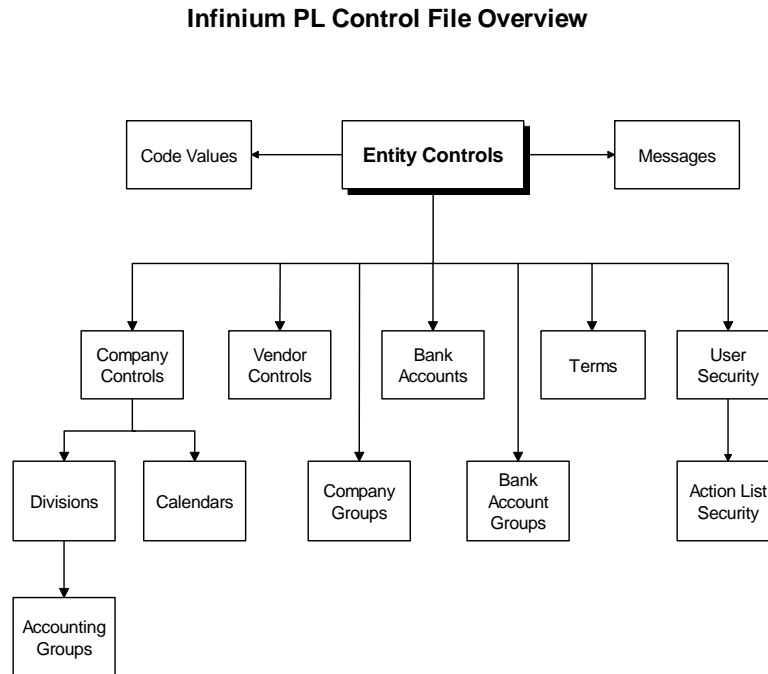 Infinium PL Control File Overview
Code Values
Entity Controls
Messages
Company
Controls
Vendor
Controls
Bank
Accounts
Terms
User
Security
Divisions
Calendars
Company
Groups
Bank
Account
Groups
Action List
Security
Accounting
Groups